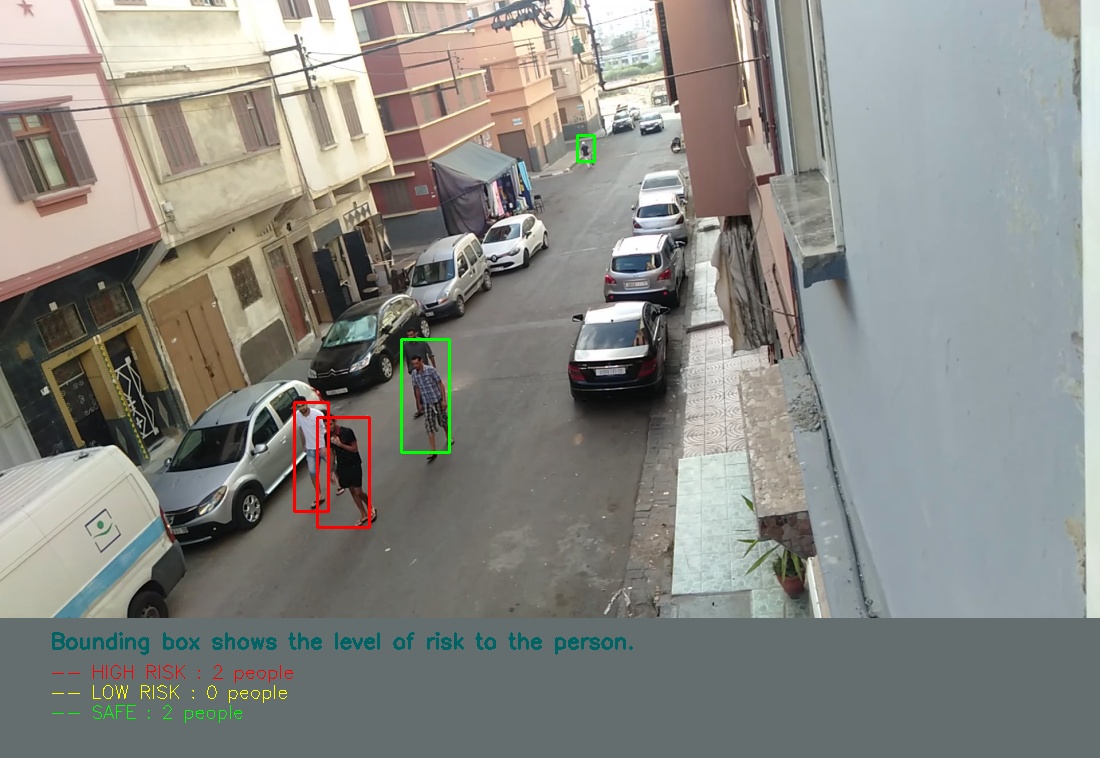 Bounding box shows the level of risk to the person.
—— HIGH RISK : 2 people
—— LOW RISK : 0 people
—— SAFE : 2 people